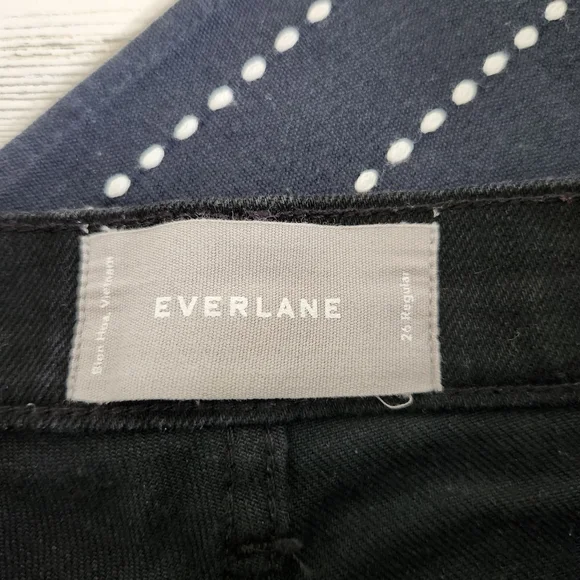 Bien Hoa, Vietnam
EVERLANE
26 Regular